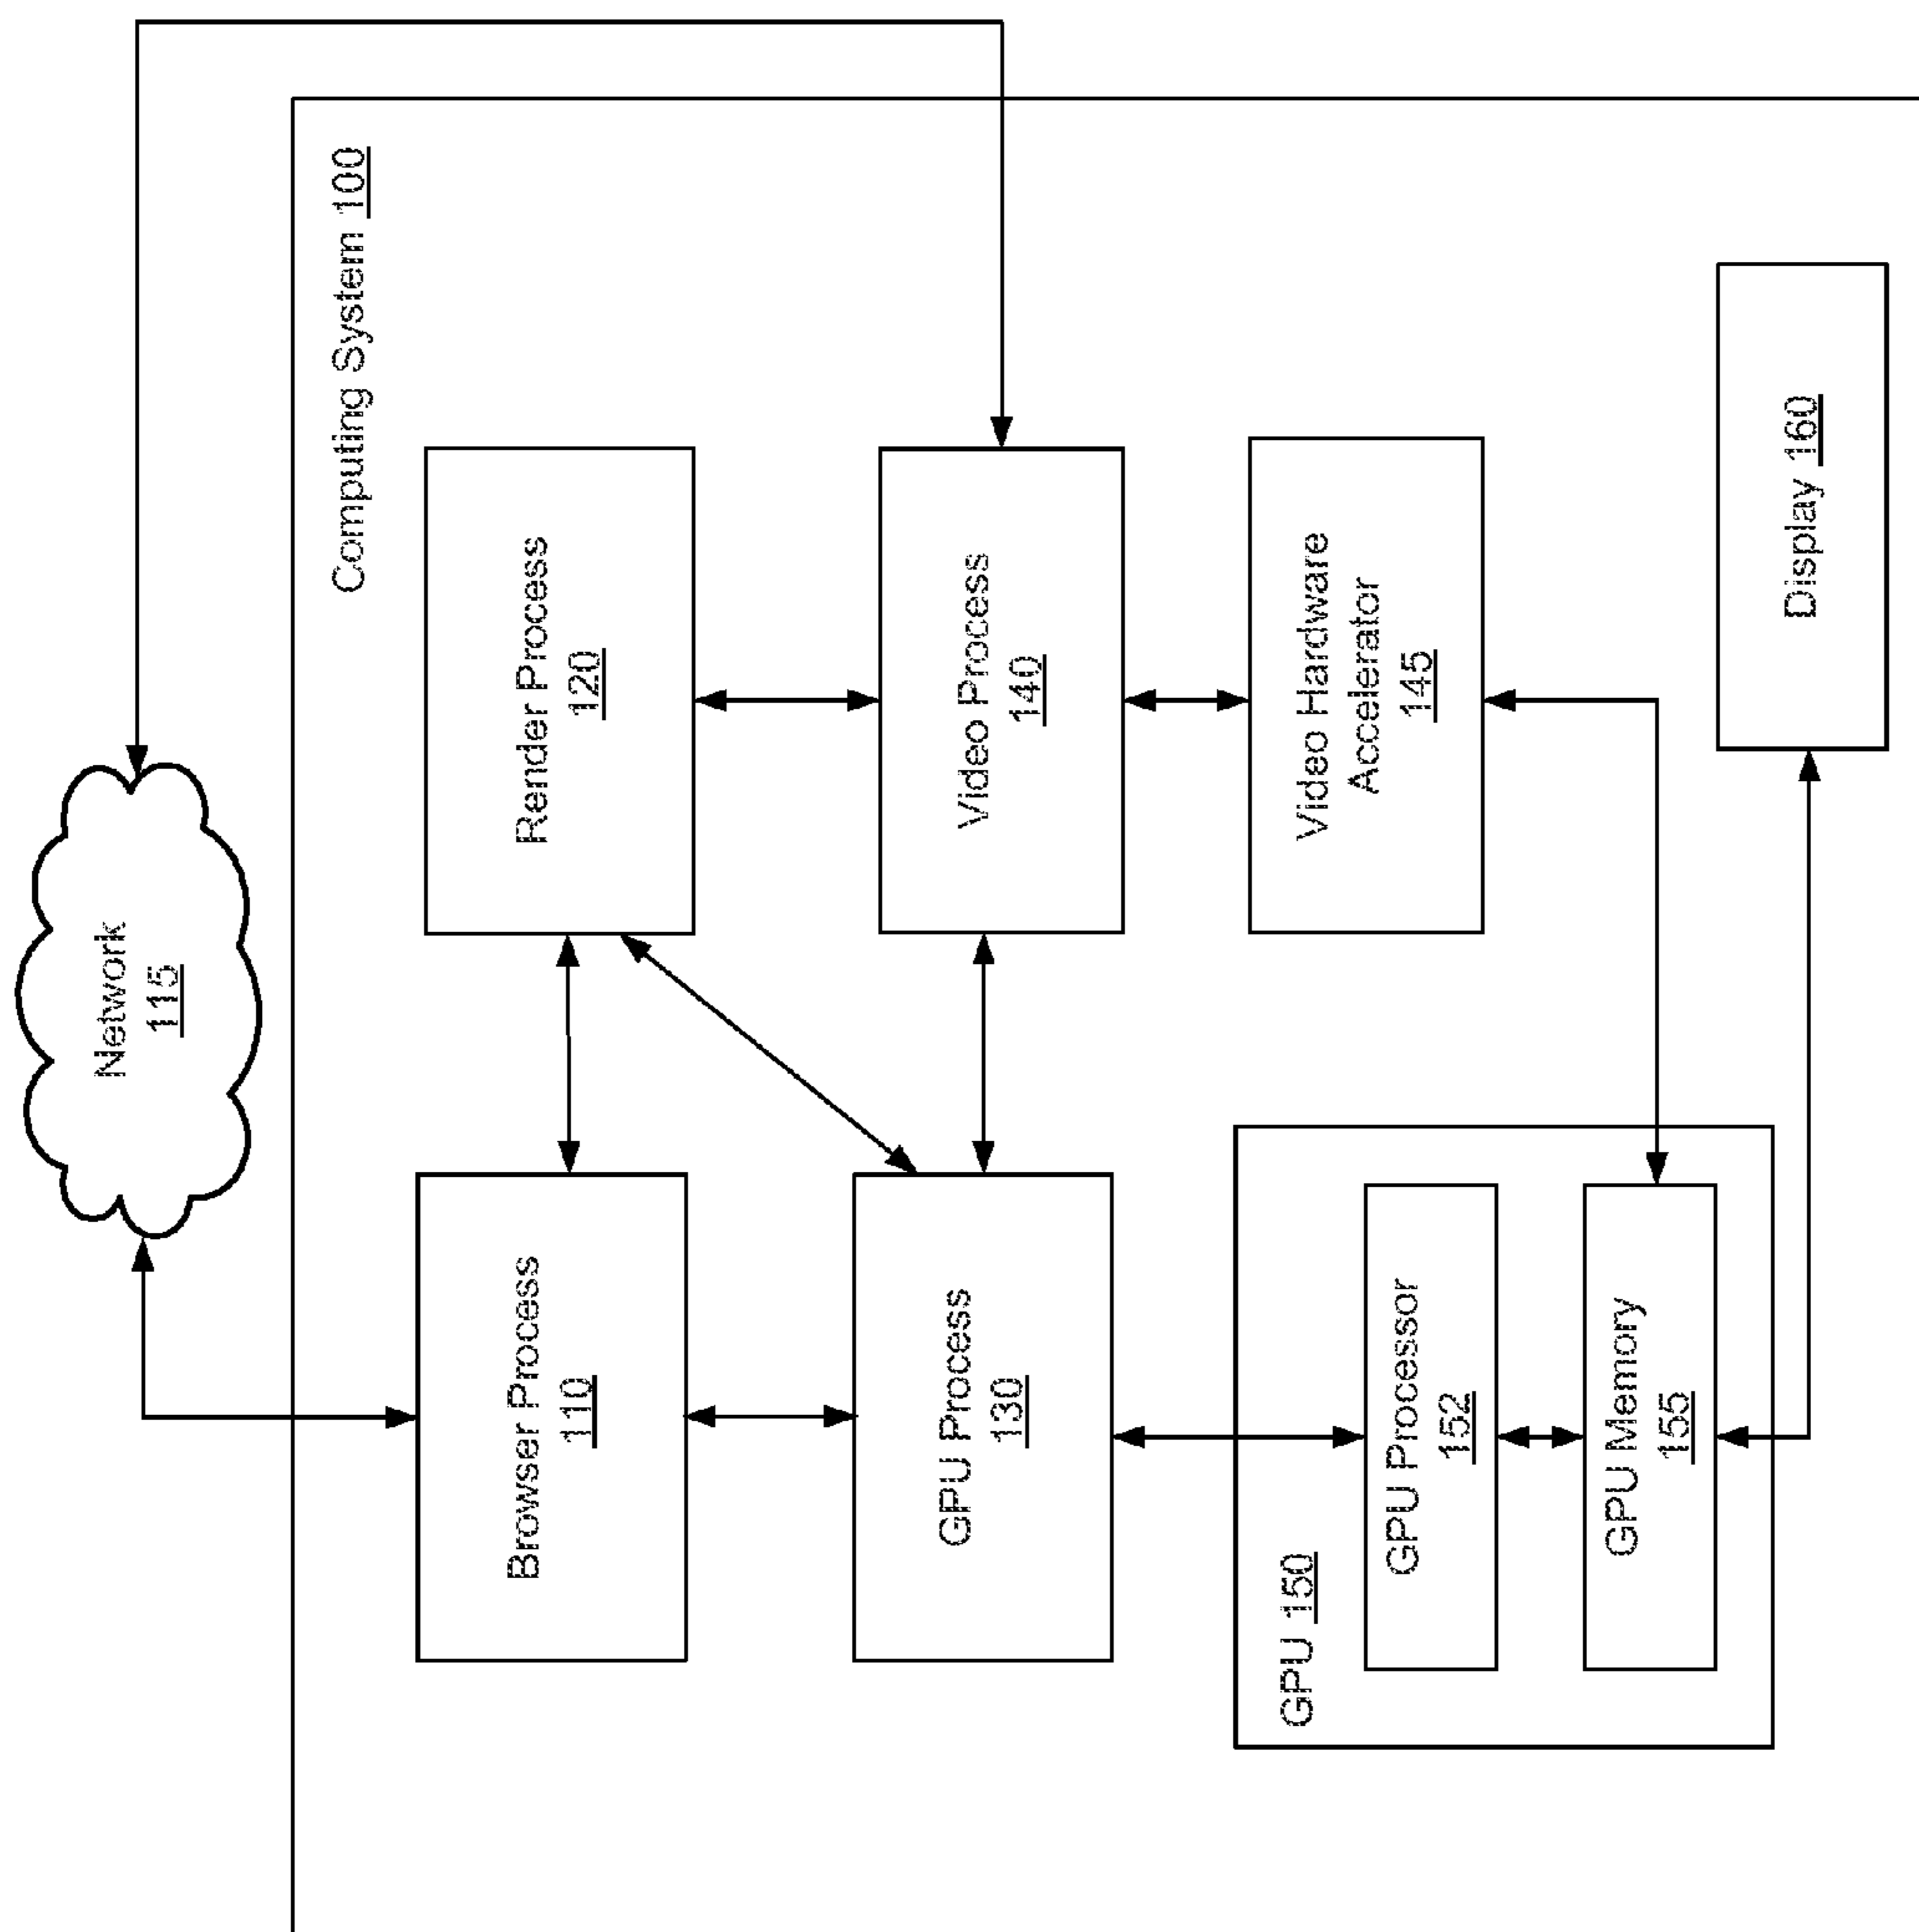 Network
115
Computing System 100
Browser Process
110
Render Process
120
GPU Process
130
Video Process
140
GPU 150
GPU Processor
152
GPU Memory
155
Video Hardware
Accelerator
145
Display 160